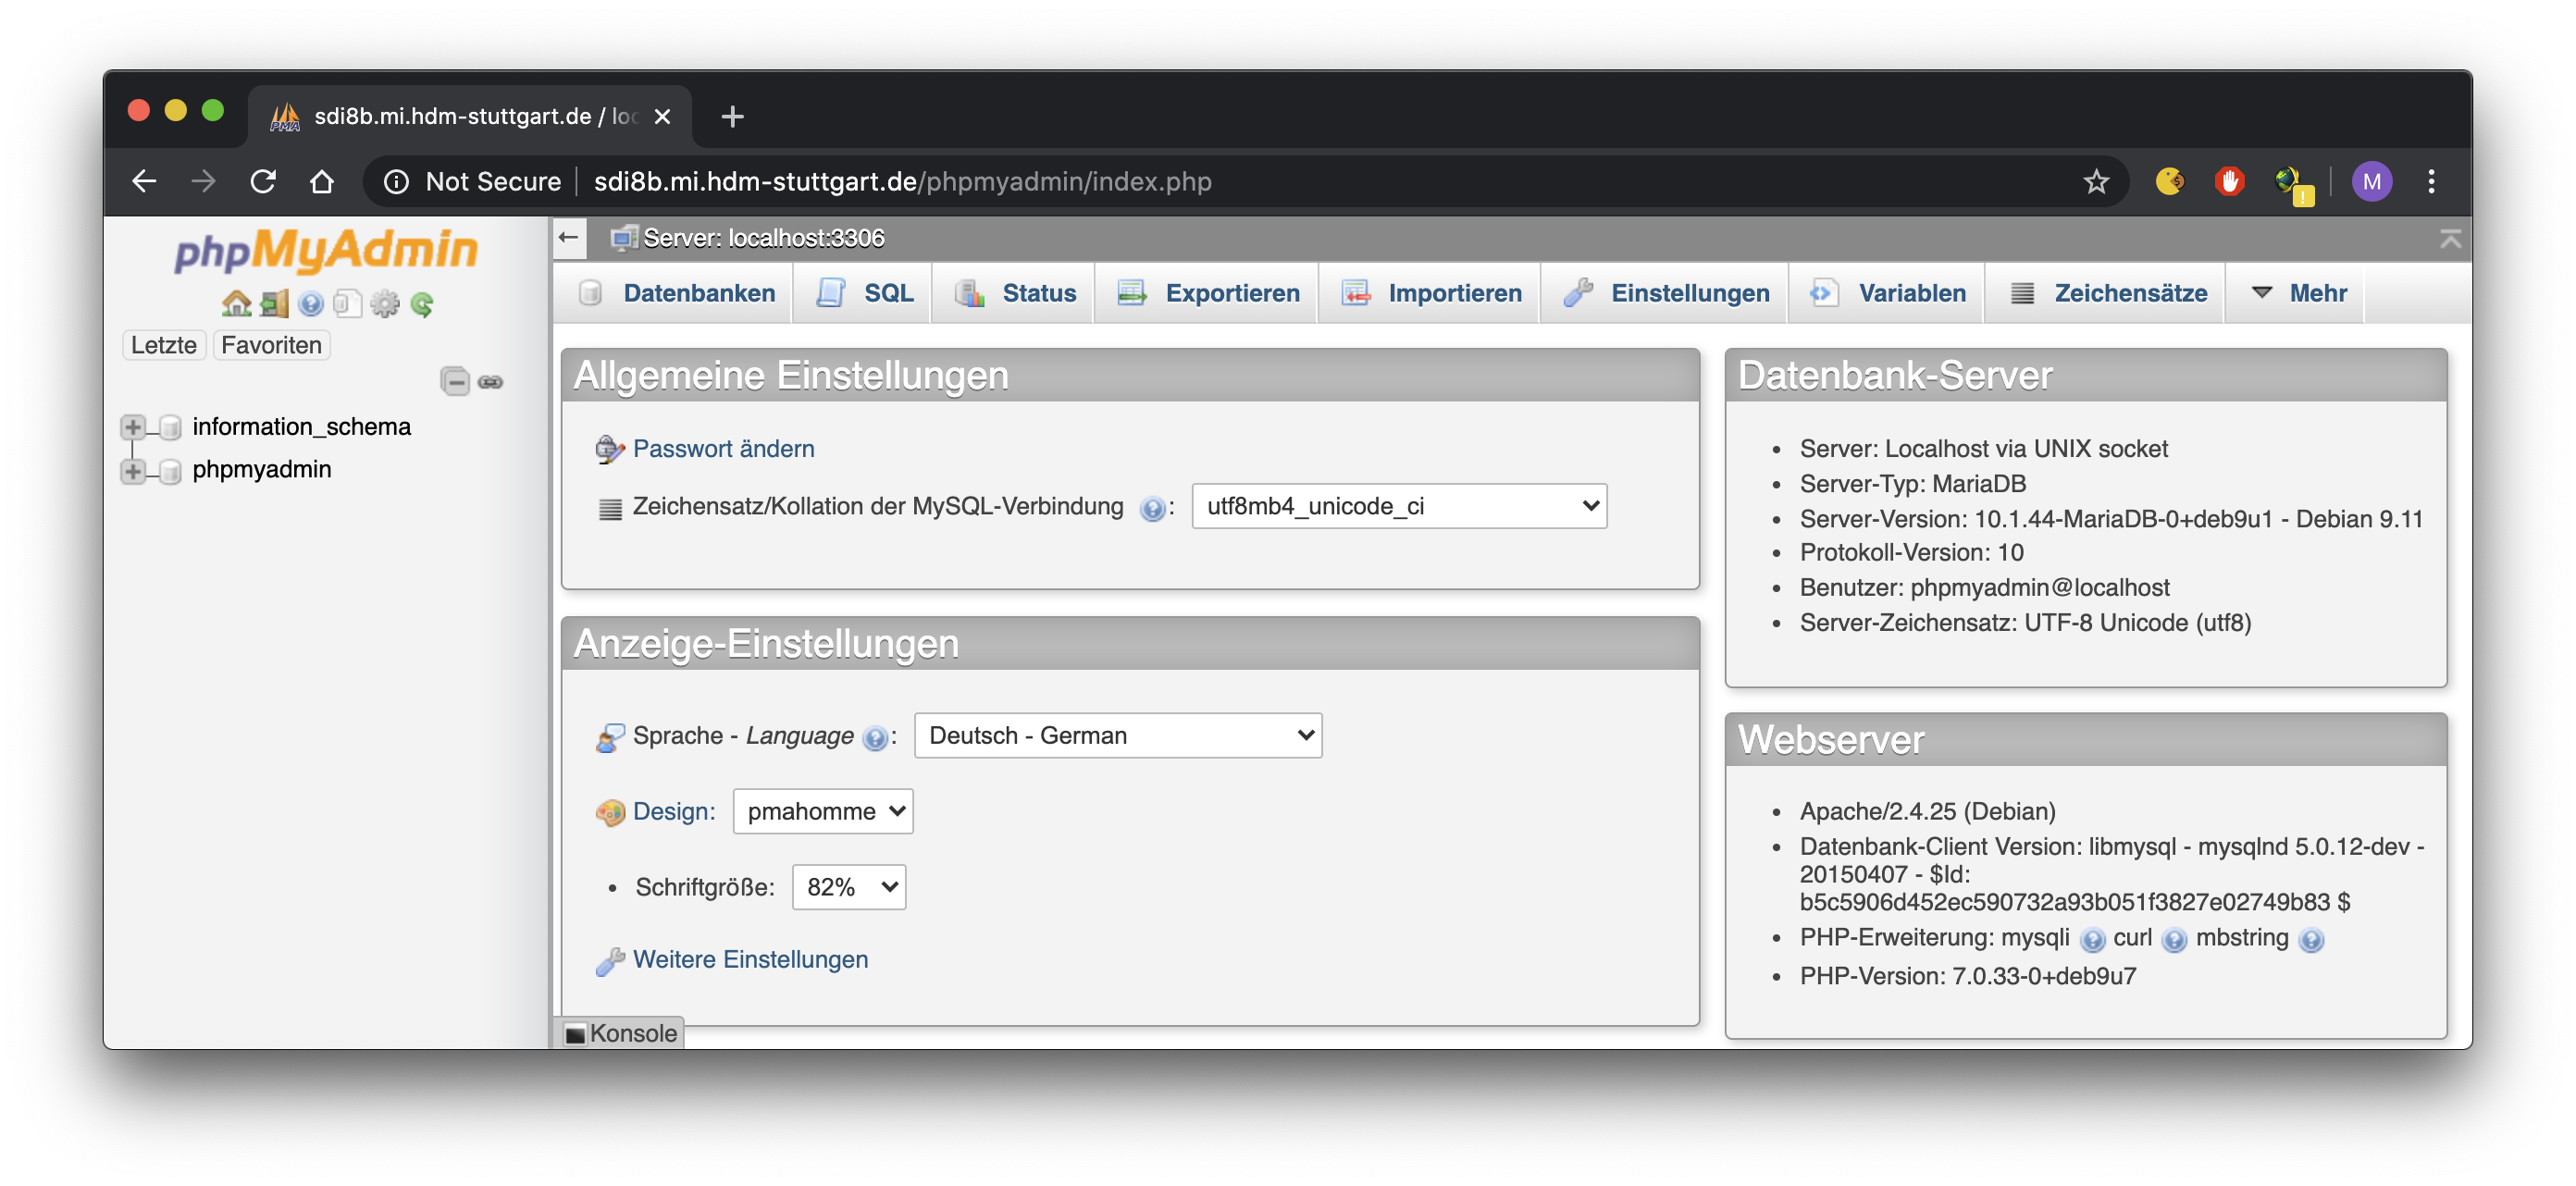 sdi8b.mi.hdm-stuttgart.de / loc
Not Secure
sdi8b.mi.hdm-stuttgart.de/phpmyadmin/index.php
M
phpMyAdmin
Letzte
Favoriten
information_schema
phpmyadmin
Server: localhost:3306
Datenbanken
SQL
Status
Exportieren
Importieren
Einstellungen
Variablen
Zeichensätze
Mehr
Allgemeine Einstellungen
Passwort ändern
Zeichensatz/Kollation der MySQL-Verbindung : utf8mb4_unicode_ci
Anzeige-Einstellungen
Sprache - Language : Deutsch - German
Design: pmahomme
• Schriftgröße: 82%
Weitere Einstellungen
Konsole
Datenbank-Server
• Server: Localhost via UNIX socket
• Server-Typ: MariaDB
• Server-Version: 10.1.44-MariaDB-0+deb9u1 - Debian 9.11
• Protokoll-Version: 10
• Benutzer: phpmyadmin@localhost
• Server-Zeichensatz: UTF-8 Unicode (utf8)
Webserver
• Apache/2.4.25 (Debian)
• Datenbank-Client Version: libmysql - mysqlnd 5.0.12-dev -
20150407 - $Id:
b5c5906d452ec590732a93b051f3827e02749b83 $
• PHP-Erweiterung: mysqli curl mbstring
• PHP-Version: 7.0.33-0+deb9u7